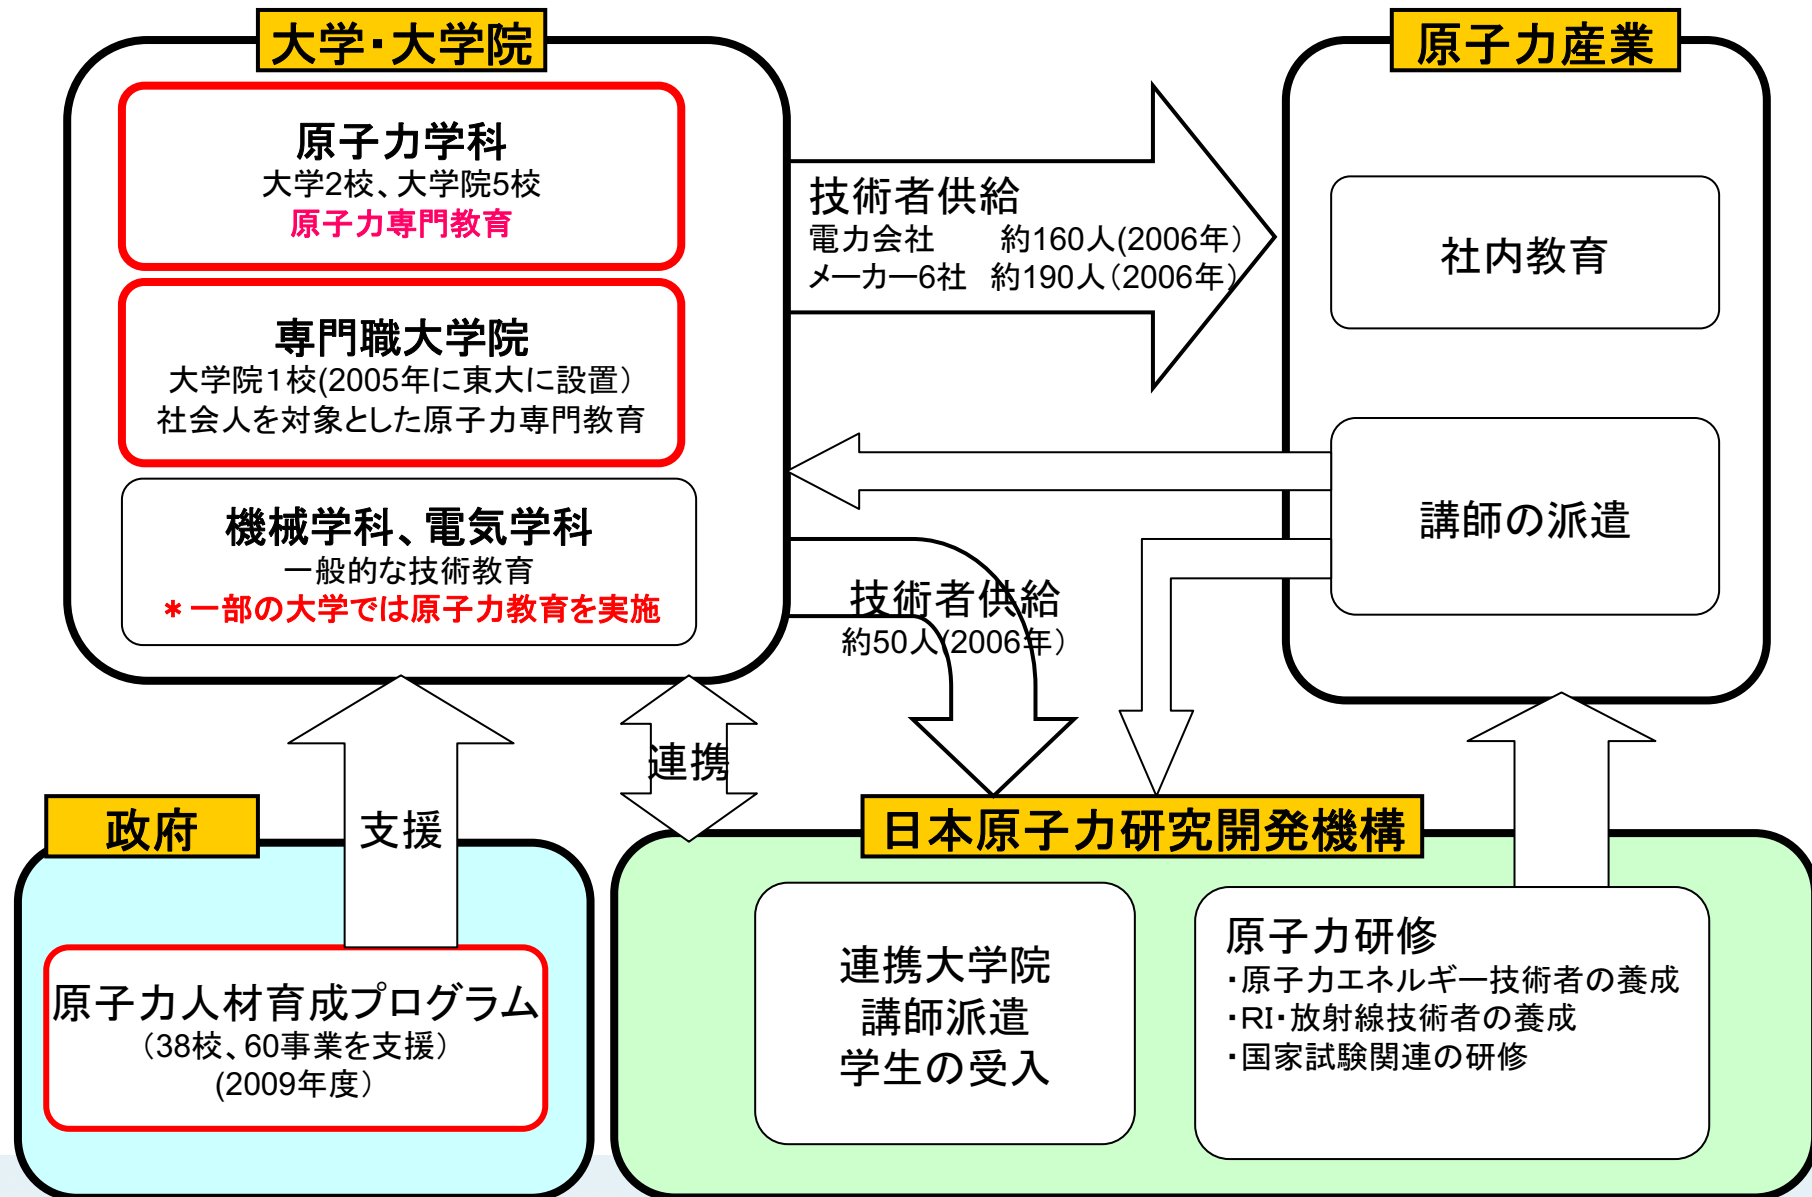 大学・大学院
原子力学科
大学2校、大学院5校
原子力専門教育
専門職大学院
大学院１校(2005年に東大に設置）
社会人を対象とした原子力専門教育
機械学科、電気学科
一般的な技術教育
＊一部の大学では原子力教育を実施
技術者供給
電力会社　　約160人(2006年）
メーカー6社　約190人（2006年）
原子力産業
社内教育
講師の派遣
技術者供給
約50人(2006年）
連携
支援
政府
原子力人材育成プログラム
（38校、60事業を支援）
(2009年度）
日本原子力研究開発機構
連携大学院
講師派遣
学生の受入
原子力研修
・原子力エネルギー技術者の養成
・RI・放射線技術者の養成
・国家試験関連の研修